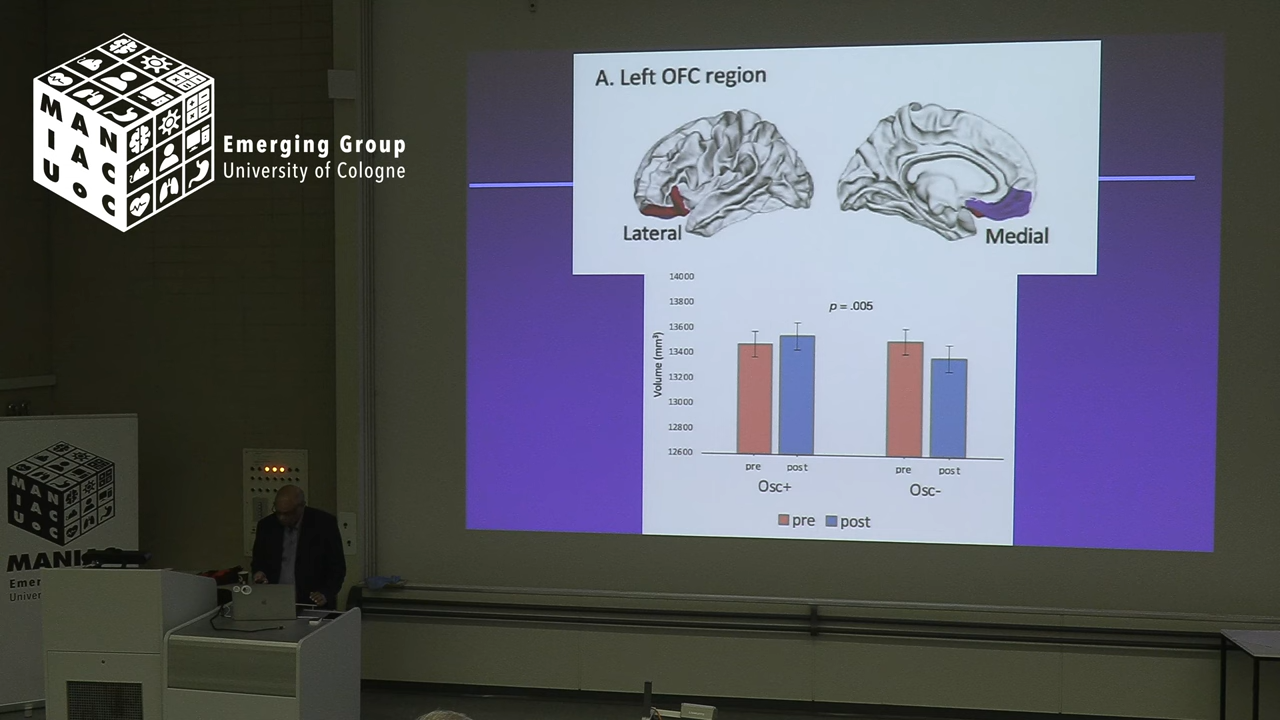 MANIAC
UoC
Emerging Group
University of Cologne
A. Left OFC region
Lateral
Medial
14000
13800
13600
13400
13200
13000
12800
12600
Volume (mm³)
p = .005
pre
post
pre
post
Osc+
Osc-
pre
post
MANIAC
UoC
MANI
Emer
Univer